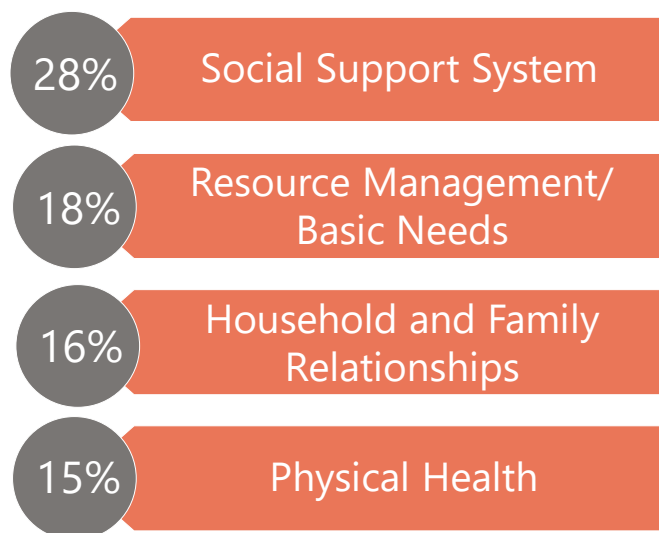 28%
Social Support System
18%
Resource Management/
Basic Needs
16%
Household and Family
Relationships
15%
Physical Health